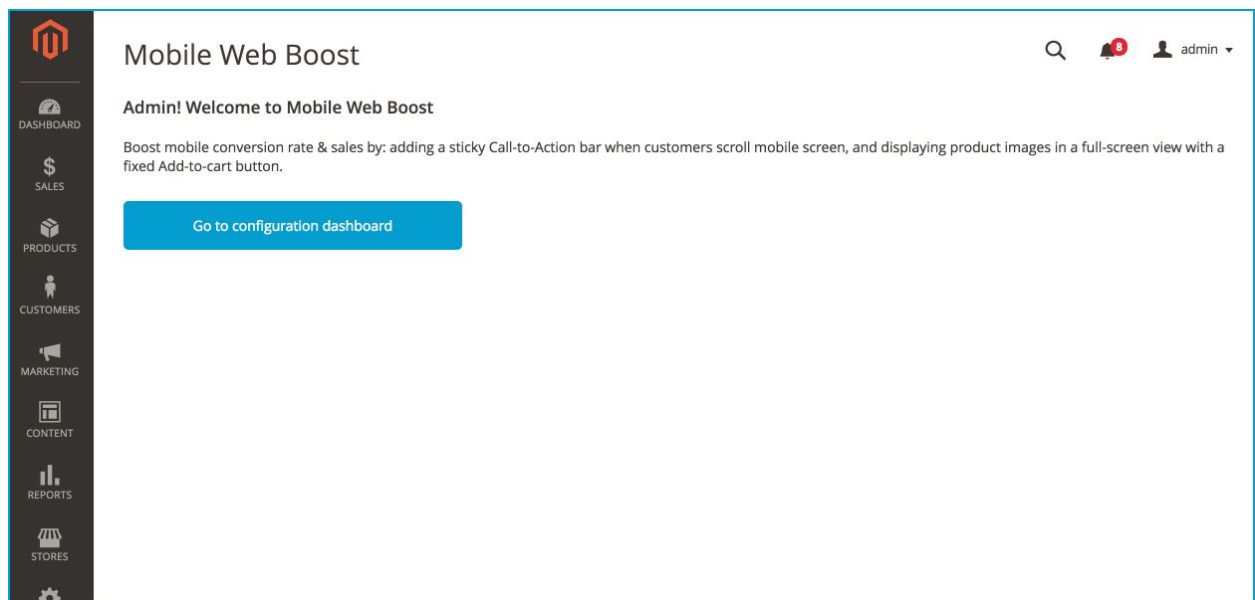 Mobile Web Boost
8
admin
Admin! Welcome to Mobile Web Boost
Boost mobile conversion rate & sales by: adding a sticky Call-to-Action bar when customers scroll mobile screen, and displaying product images in a full-screen view with a
fixed Add-to-cart button.
Go to configuration dashboard
DASHBOARD
$
SALES
PRODUCTS
CUSTOMERS
MARKETING
CONTENT
REPORTS
STORES